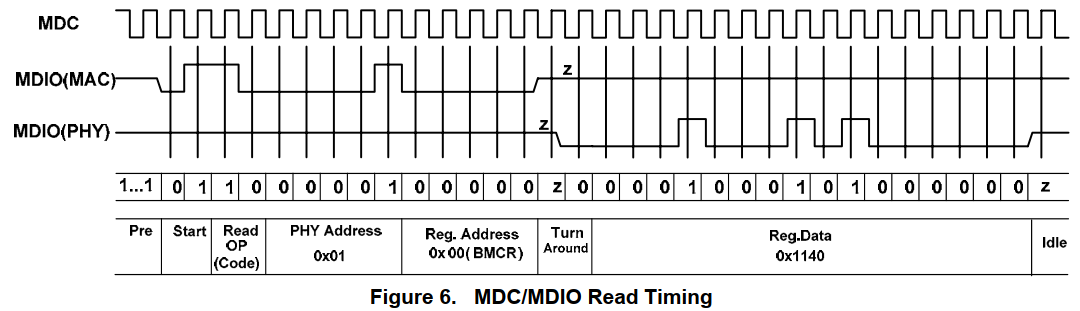 MDC
MDIO(MAC)
z
MDIO(PHY)
z
1...1 0 1 1 0 0 0 0 0 1 0 0 0 0 0 z 0 0 0 0 1 0 0 0 1 0 1 0 0 0 0 0 0 z
Pre Start Read OP (Code) PHY Address 0x01 Reg. Address 0x00(BMCR) Turn Around Reg.Data 0x1140 Idle
Figure 6. MDC/MDIO Read Timing